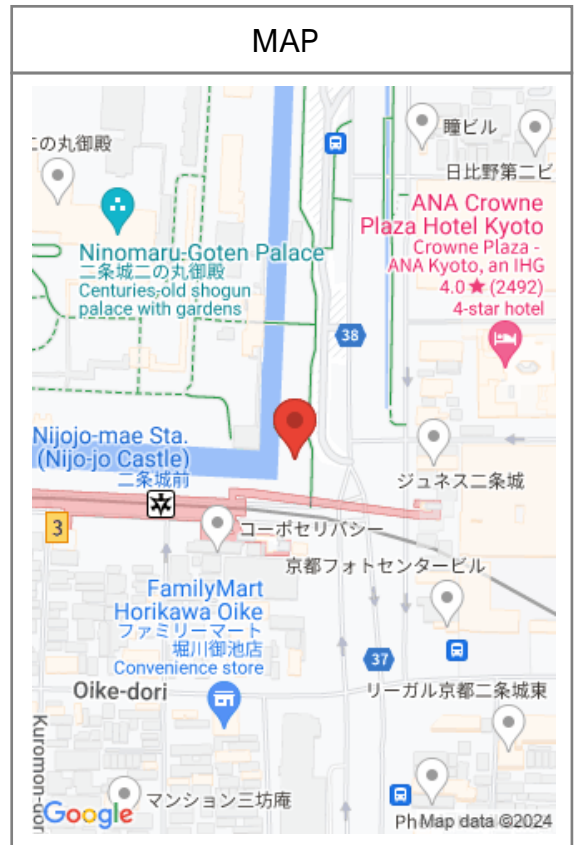 MAP
瞳ビル
二の丸御殿
日比野第二ビ
ANA Crowne
Plaza Hotel Kyoto
Crowne Plaza -
ANA Kyoto, an IHG
4.0★(2492)
4-star hotel
Ninomaru-Goten Palace
二条城二の丸御殿
Centuries-old shogun
palace with gardens
38
Nijojo-mae Sta.
(Nijo-jo Castle)
二条城前
ジュネス二条城
3
コーポセリバシー
京都フォトセンタービル
FamilyMart
Horikawa Oike
ファミリーマート
堀川御池店
Convenience store
37
Oike-dori
リーガル京都二条城東
Kuromon-dori
マンション三坊庵
Google
Ph
Map data ©2024